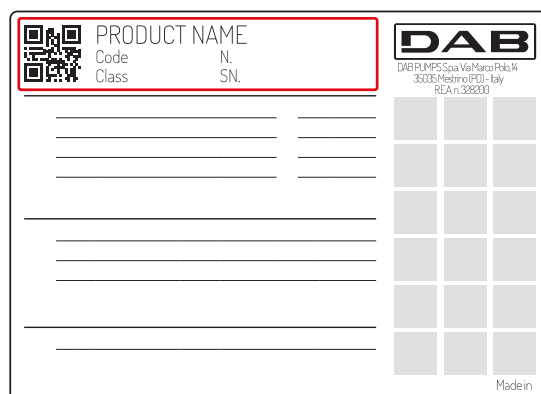 PRODUCT NAME
Code N.
Class SN.
DAB
DAB PUMPS S.p.a. Via Marco Polo, 14
35035 Mestrino (PD) - Italy
R.E.A. n. 328200
Made in